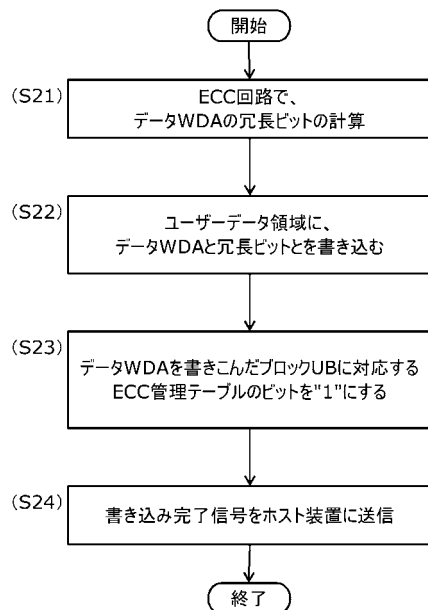 開始
(S21)
ECC回路で、
データWDAの冗長ビットの計算
(S22)
ユーザーデータ領域に、
データWDAと冗長ビットとを書き込む
(S23)
データWDAを書きこんだブロックUBに対応する
ECC管理テーブルのビットを"1"にする
(S24)
書き込み完了信号をホスト装置に送信
終了